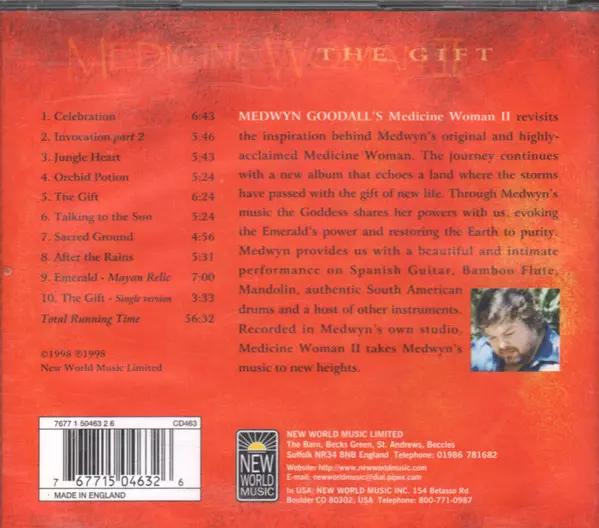 MEDICINE WOMAN II
THE GIFT
1. Celebration 6:43
2. Invocation part 2 5:46
3. Jungle Heart 5:43
4. Orchid Potion 5:24
5. The Gift 6:24
6. Talking to the Sun 5:24
7. Sacred Ground 4:56
8. After the Rains 5:31
9. Emerald - Mayan Relic 7:00
10. The Gift - Single version 3:33
Total Running Time 56:32
©1998 ℗1998
New World Music Limited
MEDWYN GOODALL'S Medicine Woman II revisits
the inspiration behind Medwyn's original and highly-
acclaimed Medicine Woman. The journey continues
with a new album that echoes a land where the storms
have passed with the gift of new life. Through Medwyn's
music the Goddess shares her powers with us, evoking
the Emerald's power and restoring the Earth to purity.
Medwyn provides us with a beautiful and intimate
performance on Spanish Guitar, Bamboo Flute,
Mandolin, authentic South American
drums and a host of other instruments.
Recorded in Medwyn's own studio,
Medicine Woman II takes Medwyn's
music to new heights.
7677 1 50463 2 6 CD463
7 67715 04632 6
MADE IN ENGLAND
NEW
WORLD
MUSIC
NEW WORLD MUSIC LIMITED
The Barn, Becks Green, St. Andrews, Beccles
Suffolk NR34 8NB England Telephone: 01986 781682
Website: http://www.newworldmusic.com
E-mail: newworldmusic@dial.pipex.com
In USA: NEW WORLD MUSIC INC. 154 Betasso Rd
Boulder CO 80302, USA Telephone: 800-771-0987